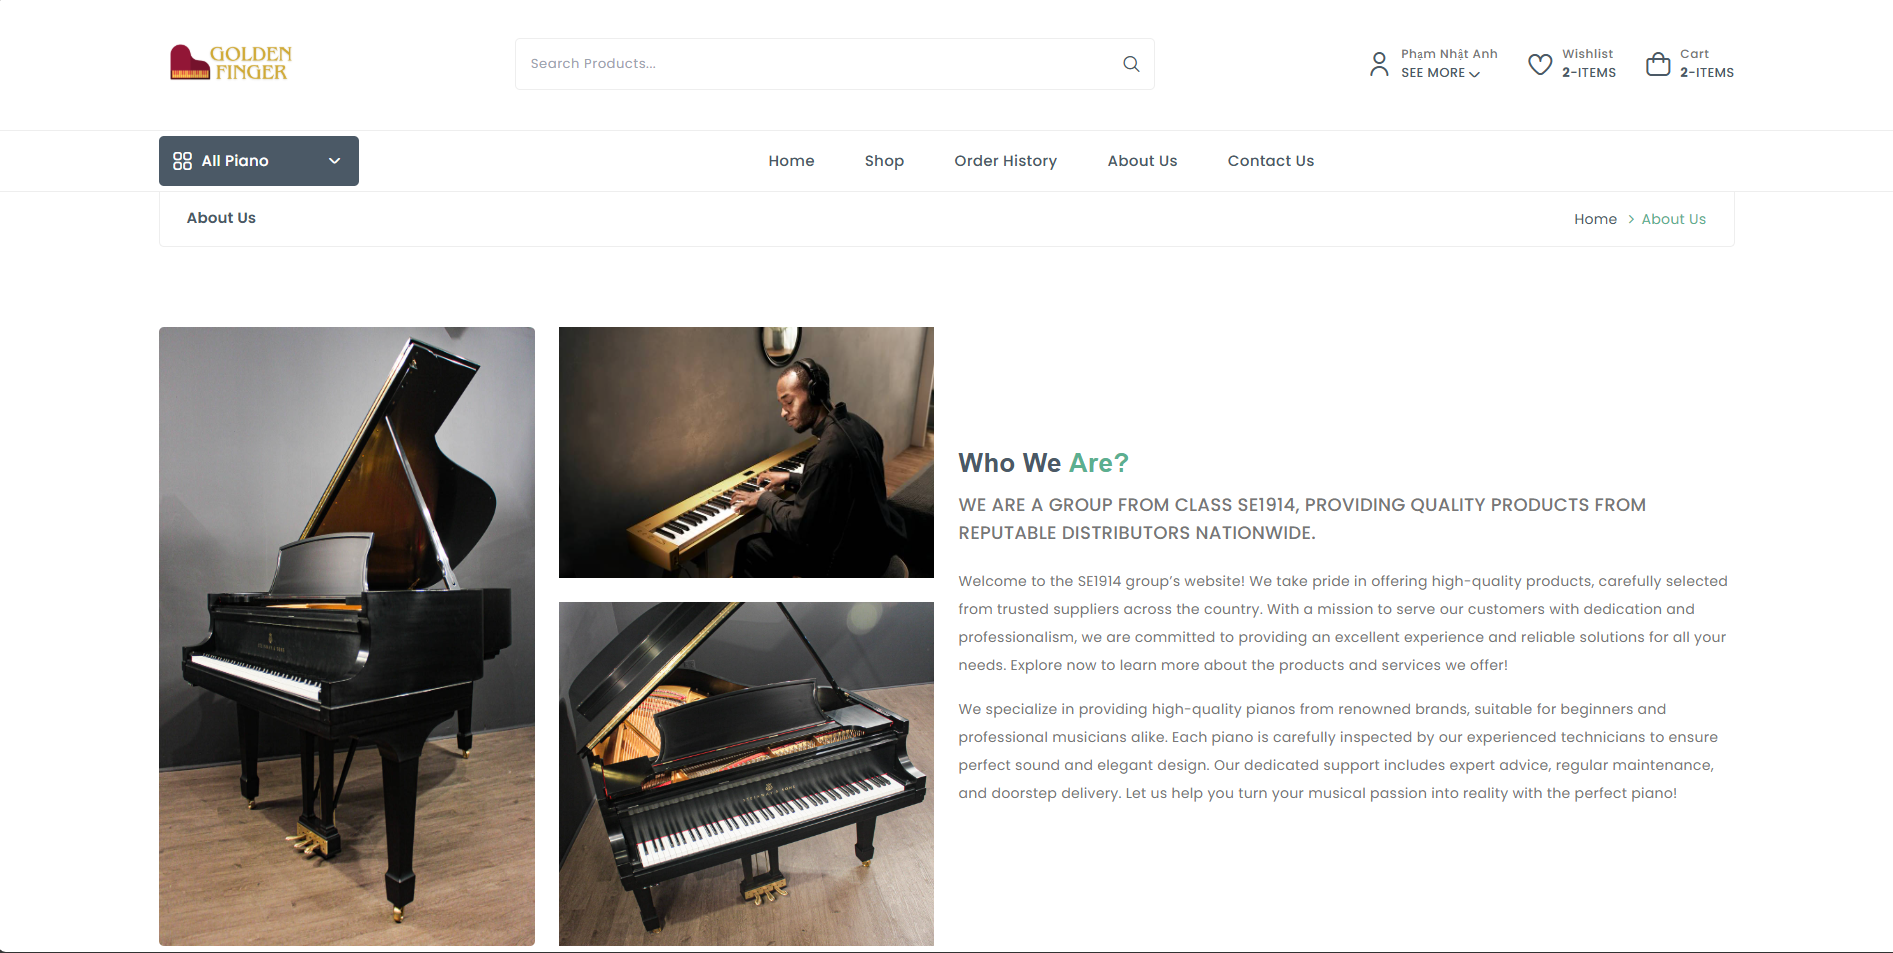 GOLDEN
FINGER
Search Products...
Phạm Nhật Anh
SEE MORE
Wishlist
2-ITEMS
Cart
2-ITEMS
All Piano
Home
Shop
Order History
About Us
Contact Us
About Us
Home > About Us
Who We Are?
WE ARE A GROUP FROM CLASS SE1914, PROVIDING QUALITY PRODUCTS FROM
REPUTABLE DISTRIBUTORS NATIONWIDE.
Welcome to the SE1914 group's website! We take pride in offering high-quality products, carefully selected
from trusted suppliers across the country. With a mission to serve our customers with dedication and
professionalism, we are committed to providing an excellent experience and reliable solutions for all your
needs. Explore now to learn more about the products and services we offer!
We specialize in providing high-quality pianos from renowned brands, suitable for beginners and
professional musicians alike. Each piano is carefully inspected by our experienced technicians to ensure
perfect sound and elegant design. Our dedicated support includes expert advice, regular maintenance,
and doorstep delivery. Let us help you turn your musical passion into reality with the perfect piano!
STEINWAY & SONS